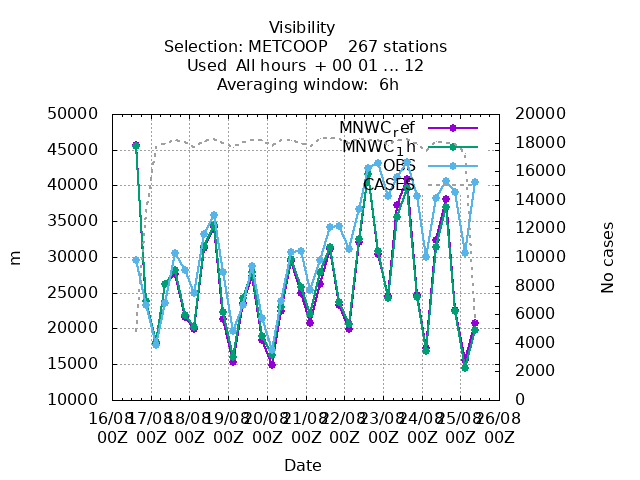 Visibility
Selection: METCOOP    267 stations
Used  All hours  + 00 01 ... 12
Averaging window:  6h
50000
45000
40000
35000
30000
25000
20000
15000
10000
m
20000
18000
16000
14000
12000
10000
8000
6000
4000
2000
0
No cases
MNWCref
MNWC1h
OBS
CASES
16/08 17/08 18/08 19/08 20/08 21/08 22/08 23/08 24/08 25/08 26/08
00Z 00Z 00Z 00Z 00Z 00Z 00Z 00Z 00Z 00Z 00Z
Date